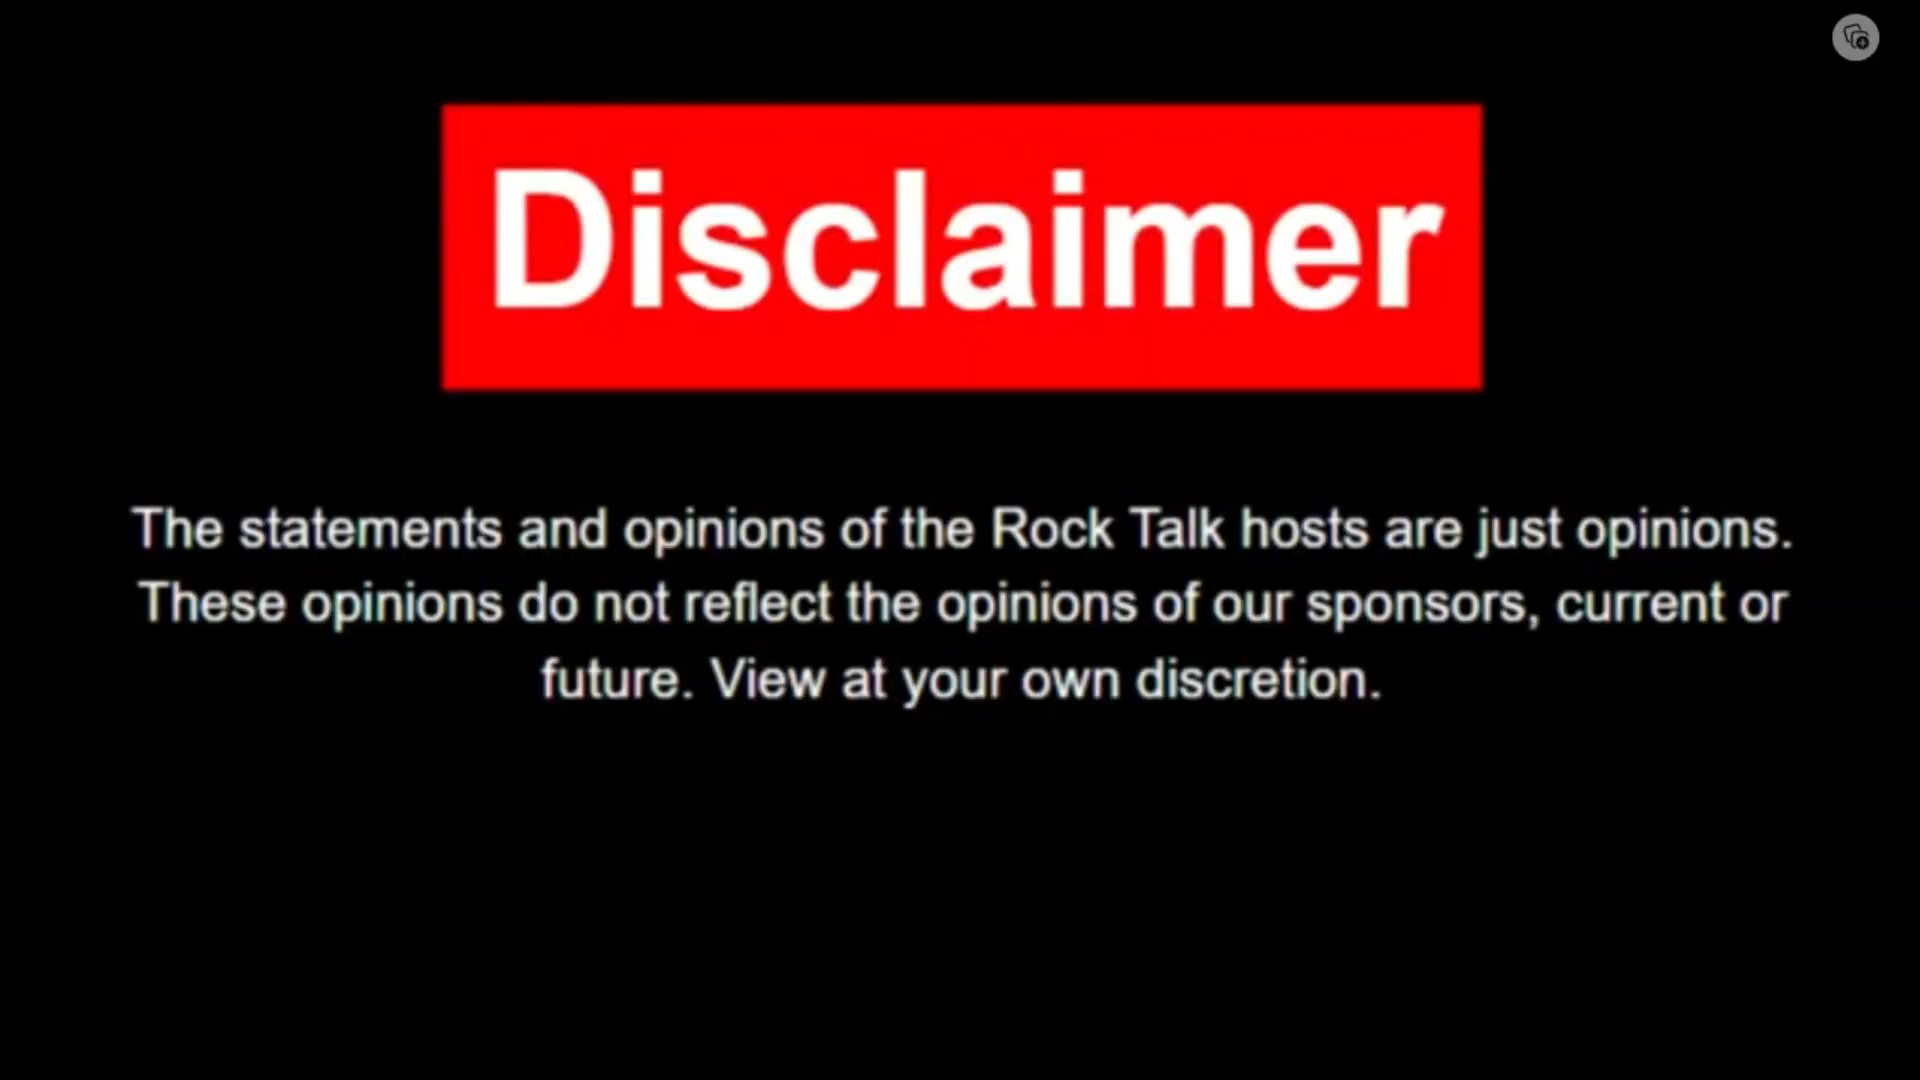 Disclaimer
The statements and opinions of the Rock Talk hosts are just opinions.
These opinions do not reflect the opinions of our sponsors, current or
future. View at your own discretion.